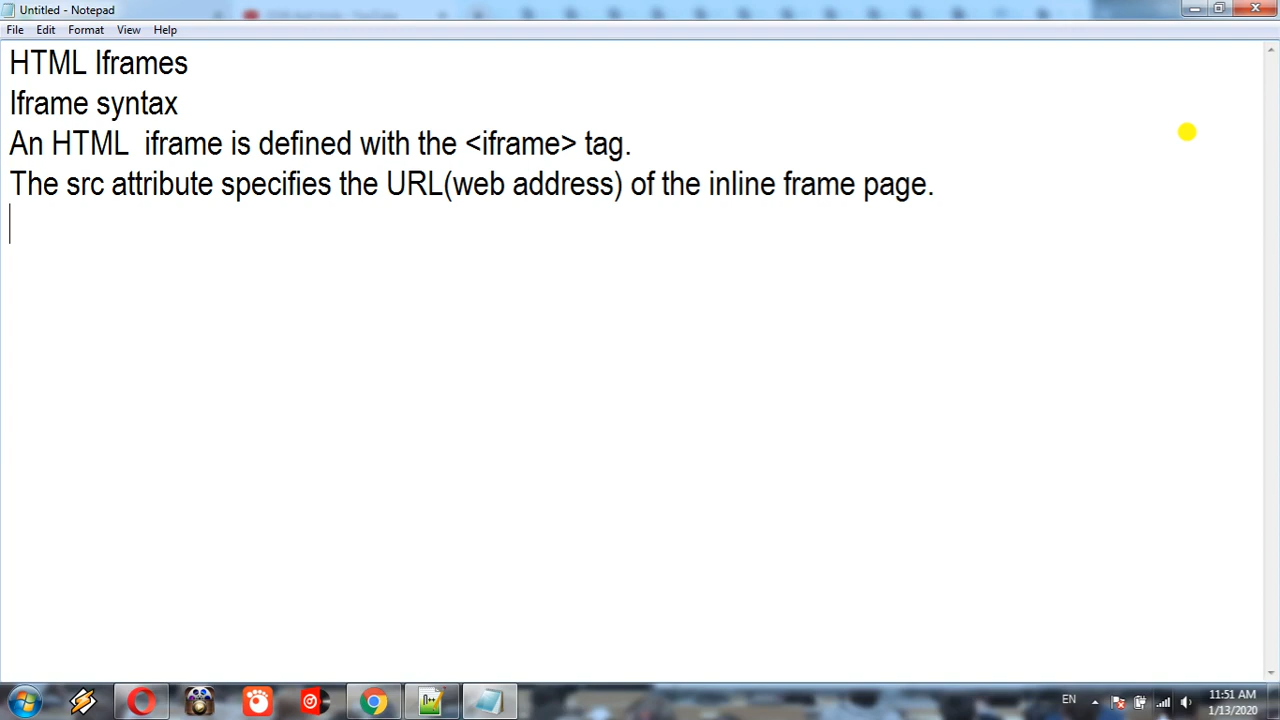 Untitled - Notepad
File Edit Format View Help
HTML Iframes
Iframe syntax
An HTML  iframe is defined with the <iframe> tag.
The src attribute specifies the URL(web address) of the inline frame page.
EN
11:51 AM
1/13/2020